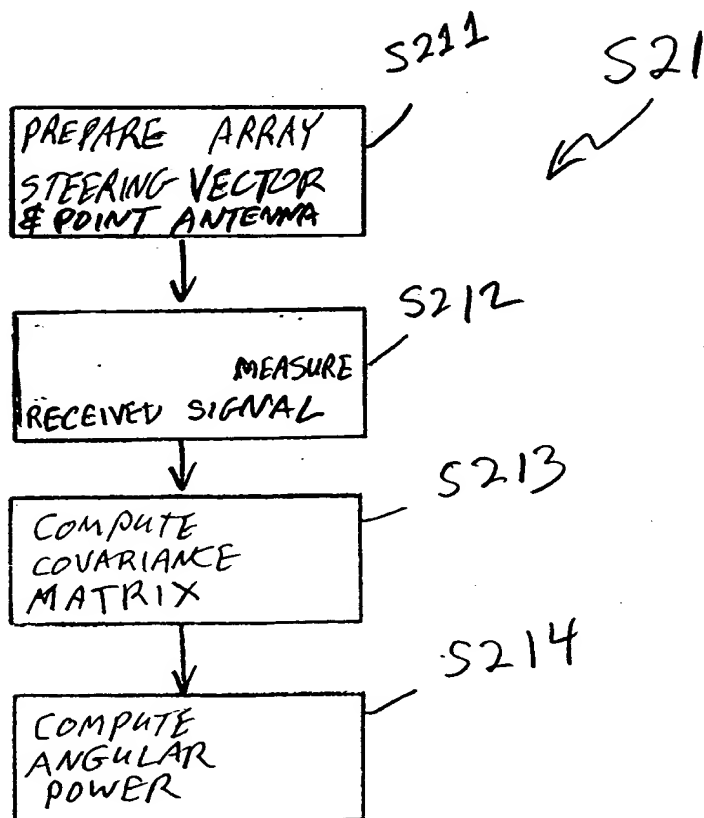 S211
S21
PREPARE ARRAY
STEERING VECTOR
& POINT ANTENNA
S212
MEASURE
RECEIVED SIGNAL
S213
COMPUTE
COVARIANCE
MATRIX
S214
COMPUTE
ANGULAR
POWER